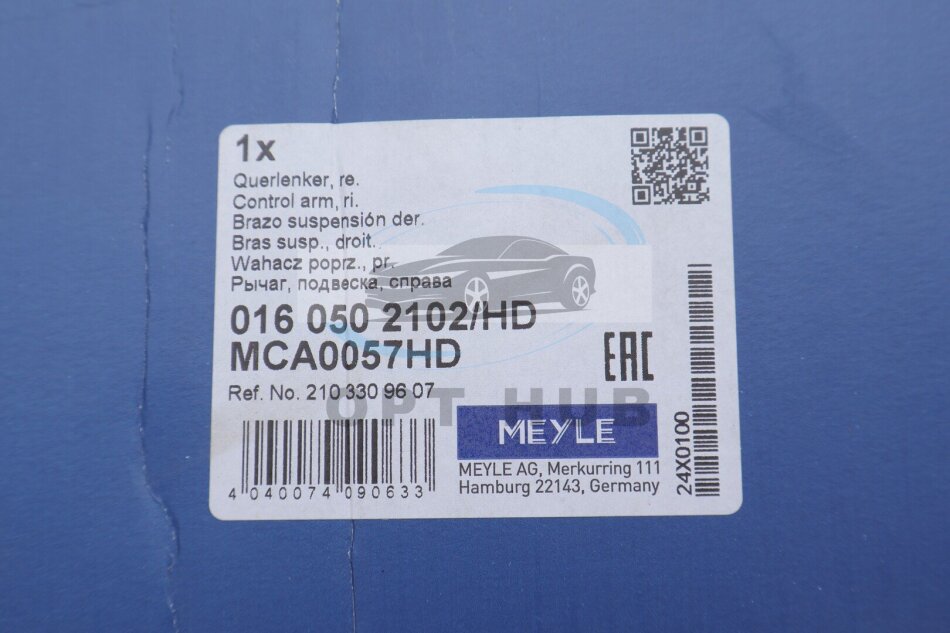 1x
Querlenker, re.
Control arm, ri.
Brazo suspensión der.
Bras susp., droit.
Wahacz poprz., pr.
Рычаг, подвеска, справа
016 050 2102/HD
MCA0057HD
EAC
Ref. No. 210 330 96 07
OPT HUB
MEYLE
MEYLE AG, Merkurring 111
Hamburg 22143, Germany
4 040074 090633
24X0100